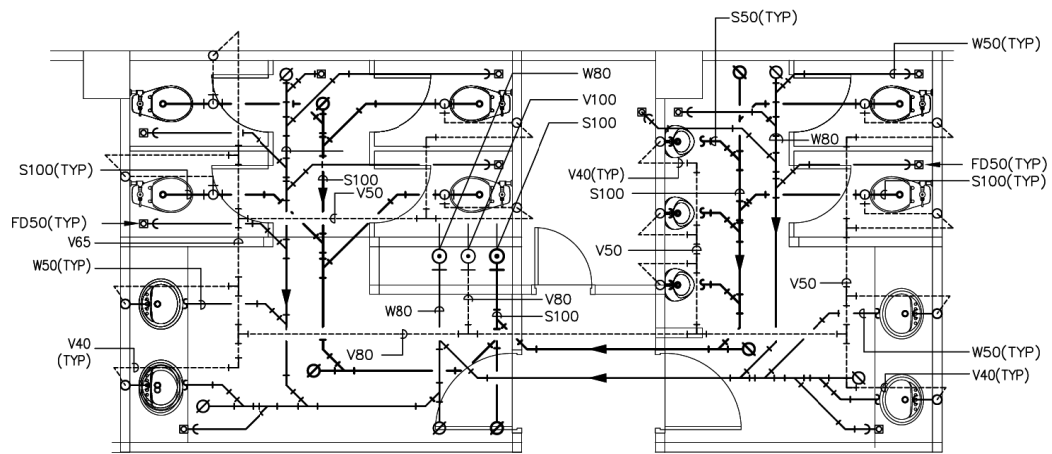 S50(TYP)
W50(TYP)
W80
V100
S100
W80
FD50(TYP)
S100(TYP)
V40(TYP)
S100
S100(TYP)
S100
V50
FD50(TYP)
V65
V50
V50
W50(TYP)
V80
W80
S100
V40
(TYP)
V80
W50(TYP)
V40(TYP)